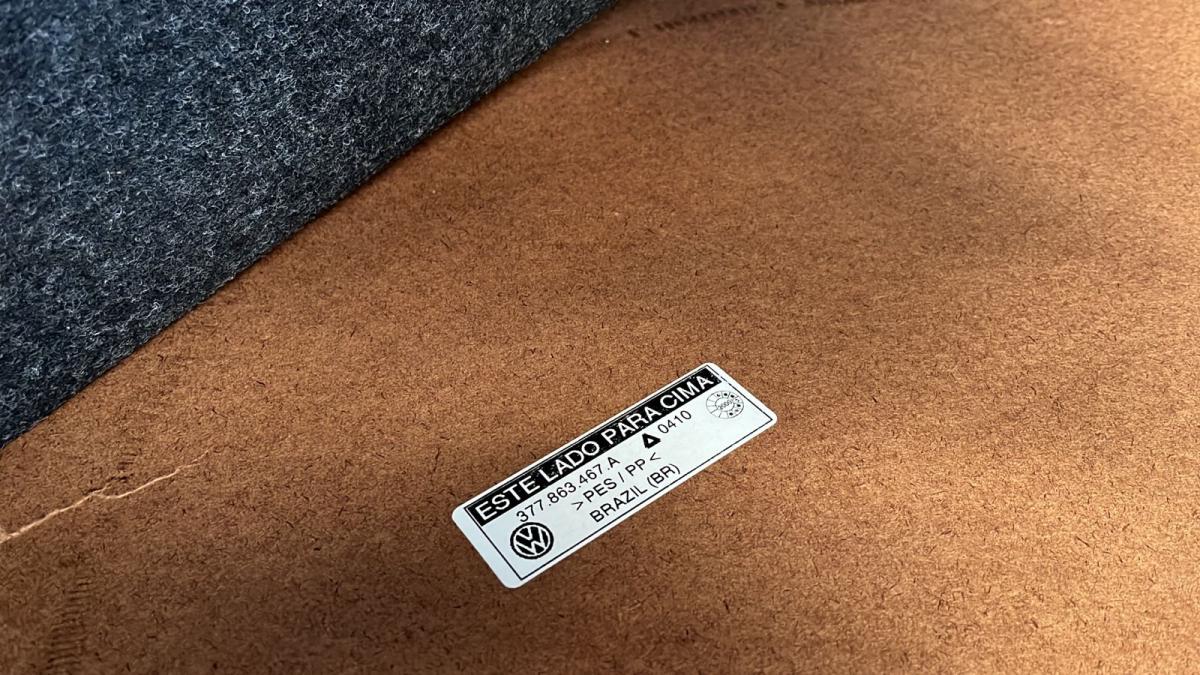 ESTE LADO PARA CIMA
377.863.467.A 0410
>PES / PP<
BRAZIL (BR)